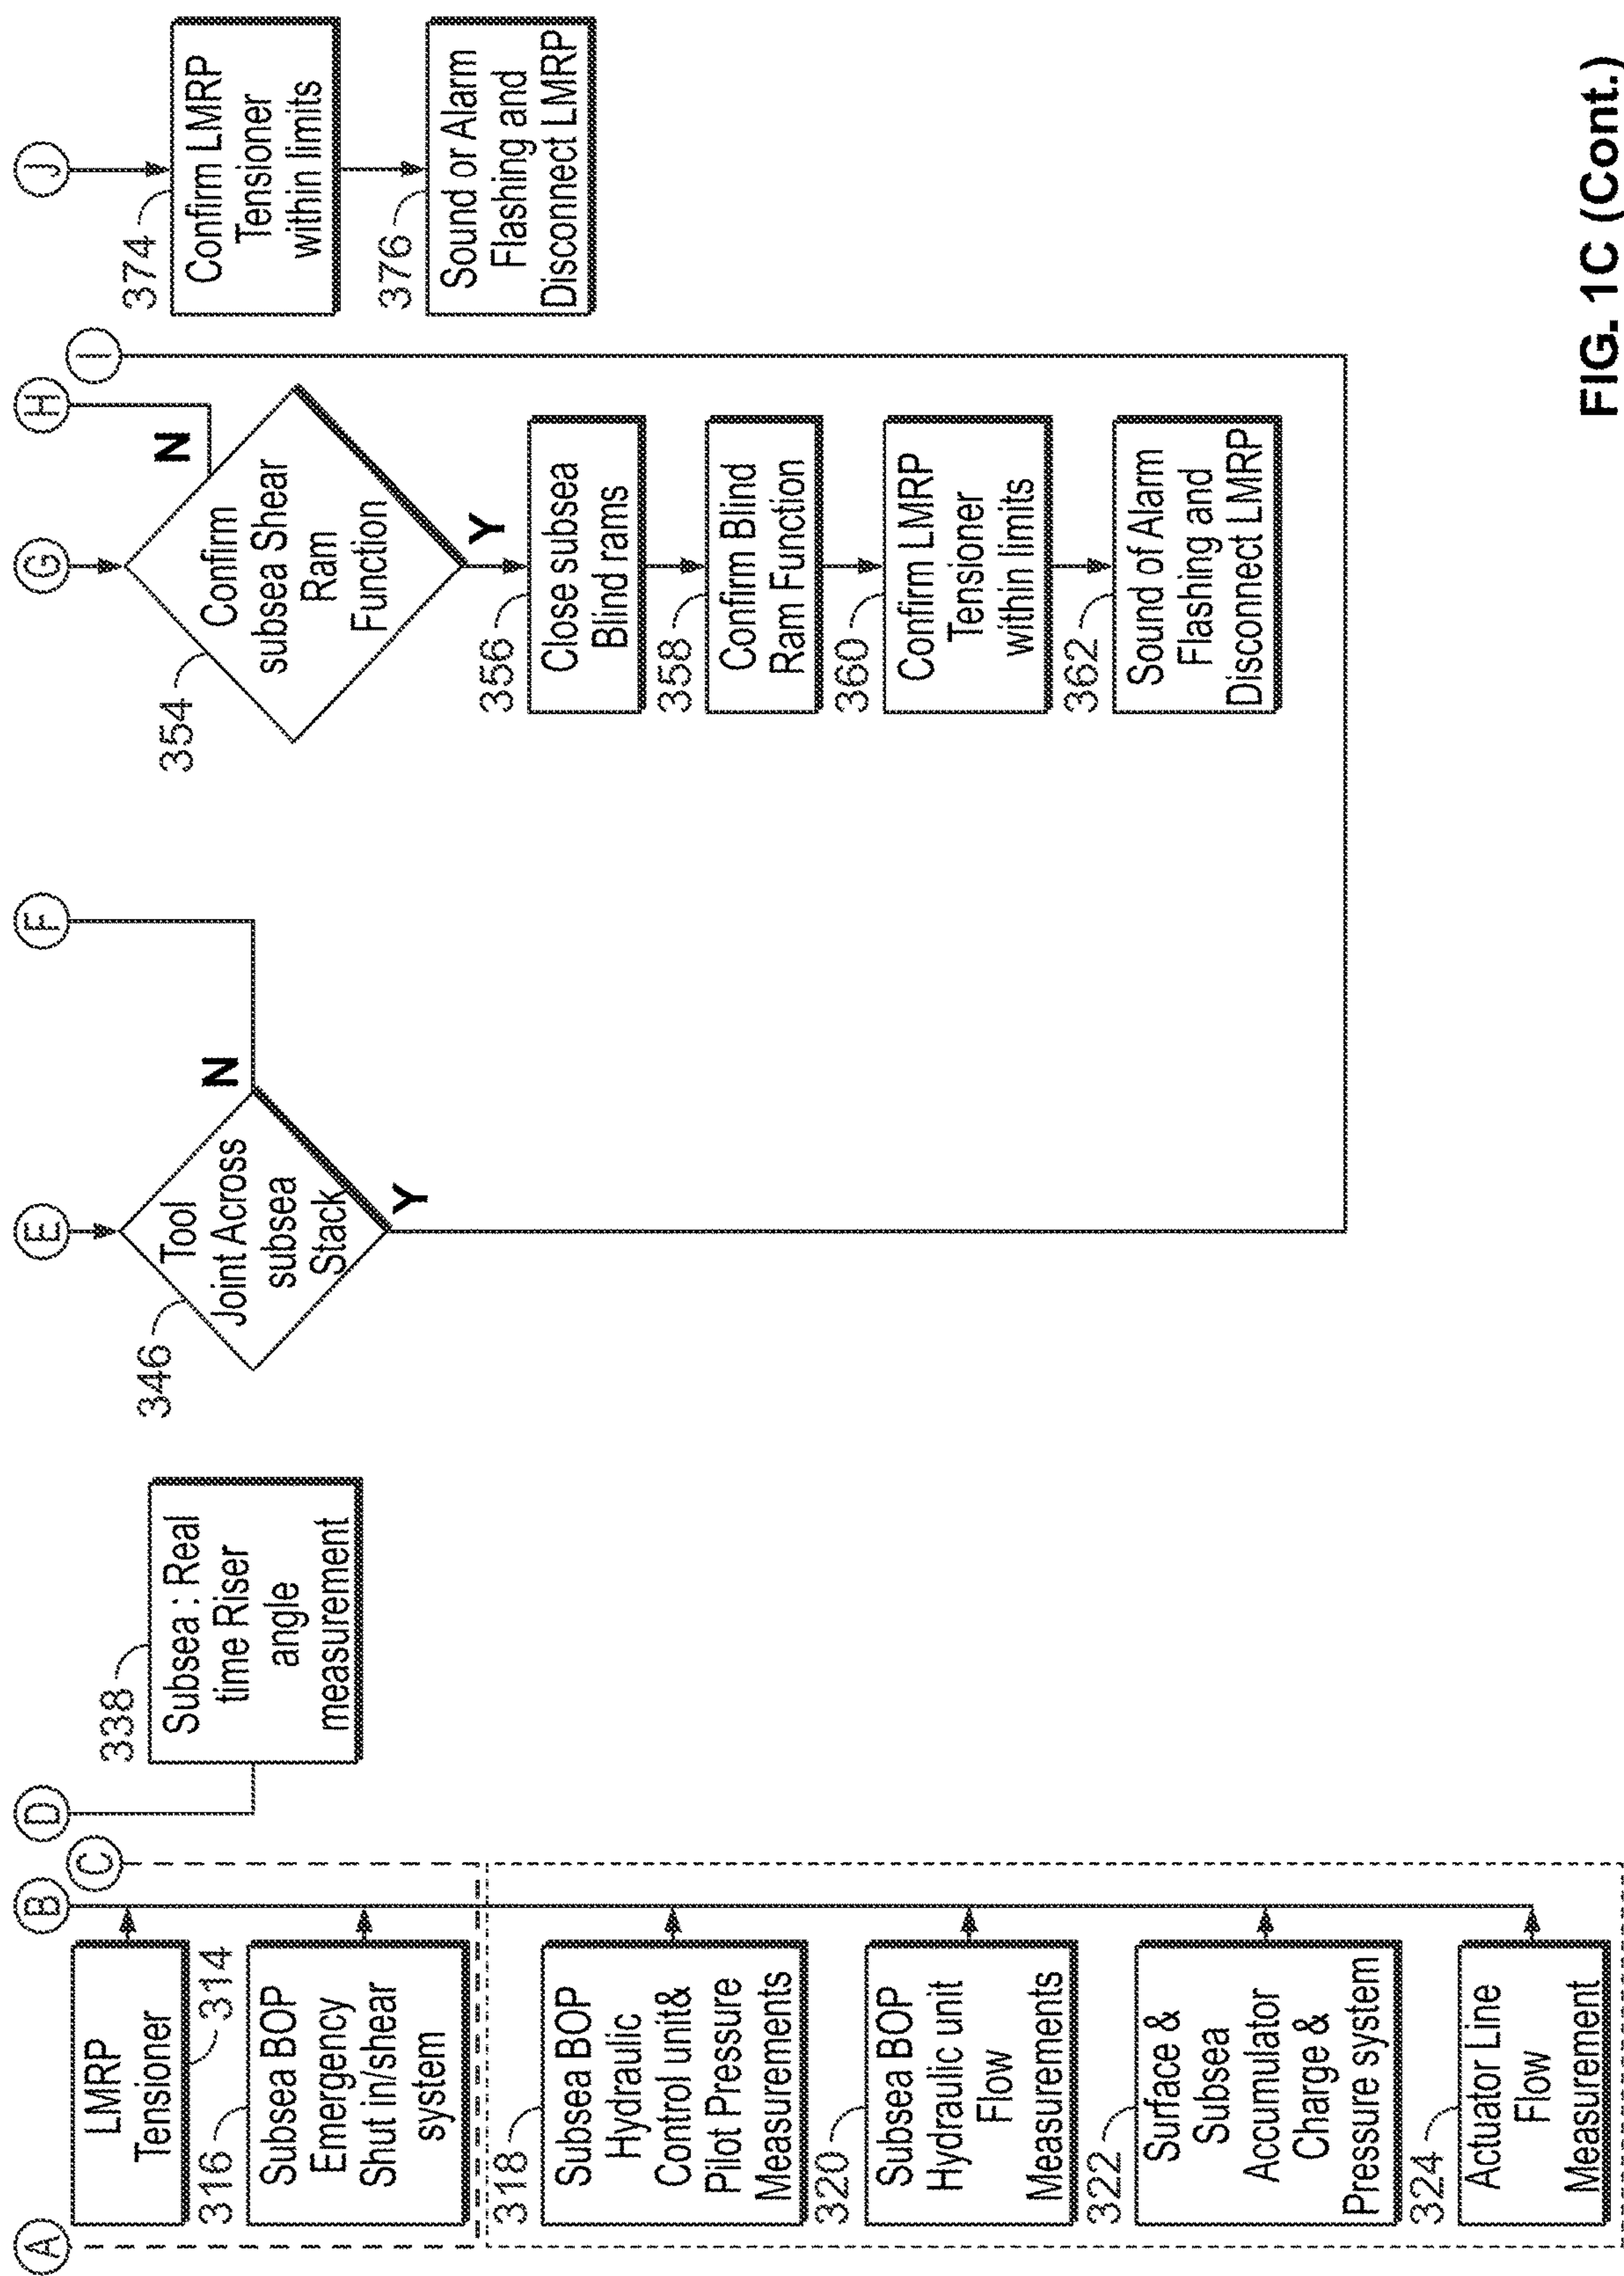 A
B
C
D
E
F
G
H
I
J
LMRP
Tensioner
314
316
Subsea BOP
Emergency
Shut in/shear
system
318
Subsea BOP
Hydraulic
Control unit&
Pilot Pressure
Measurements
320
Subsea BOP
Hydraulic unit
Flow
Measurements
322
Surface &
Subsea
Accumulator
Charge &
Pressure system
324
Actuator Line
Flow
Measurement
338
Subsea : Real
time Riser
angle
measurement
346
Tool
Joint Across
subsea
Stack
N
Y
354
Confirm
subsea Shear
Ram
Function
N
Y
356
Close subsea
Blind rams
358
Confirm Blind
Ram Function
360
Confirm LMRP
Tensioner
within limits
362
Sound of Alarm
Flashing and
Disconnect LMRP
374
Confirm LMRP
Tensioner
within limits
376
Sound or Alarm
Flashing and
Disconnect LMRP
FIG. 1C (Cont.)